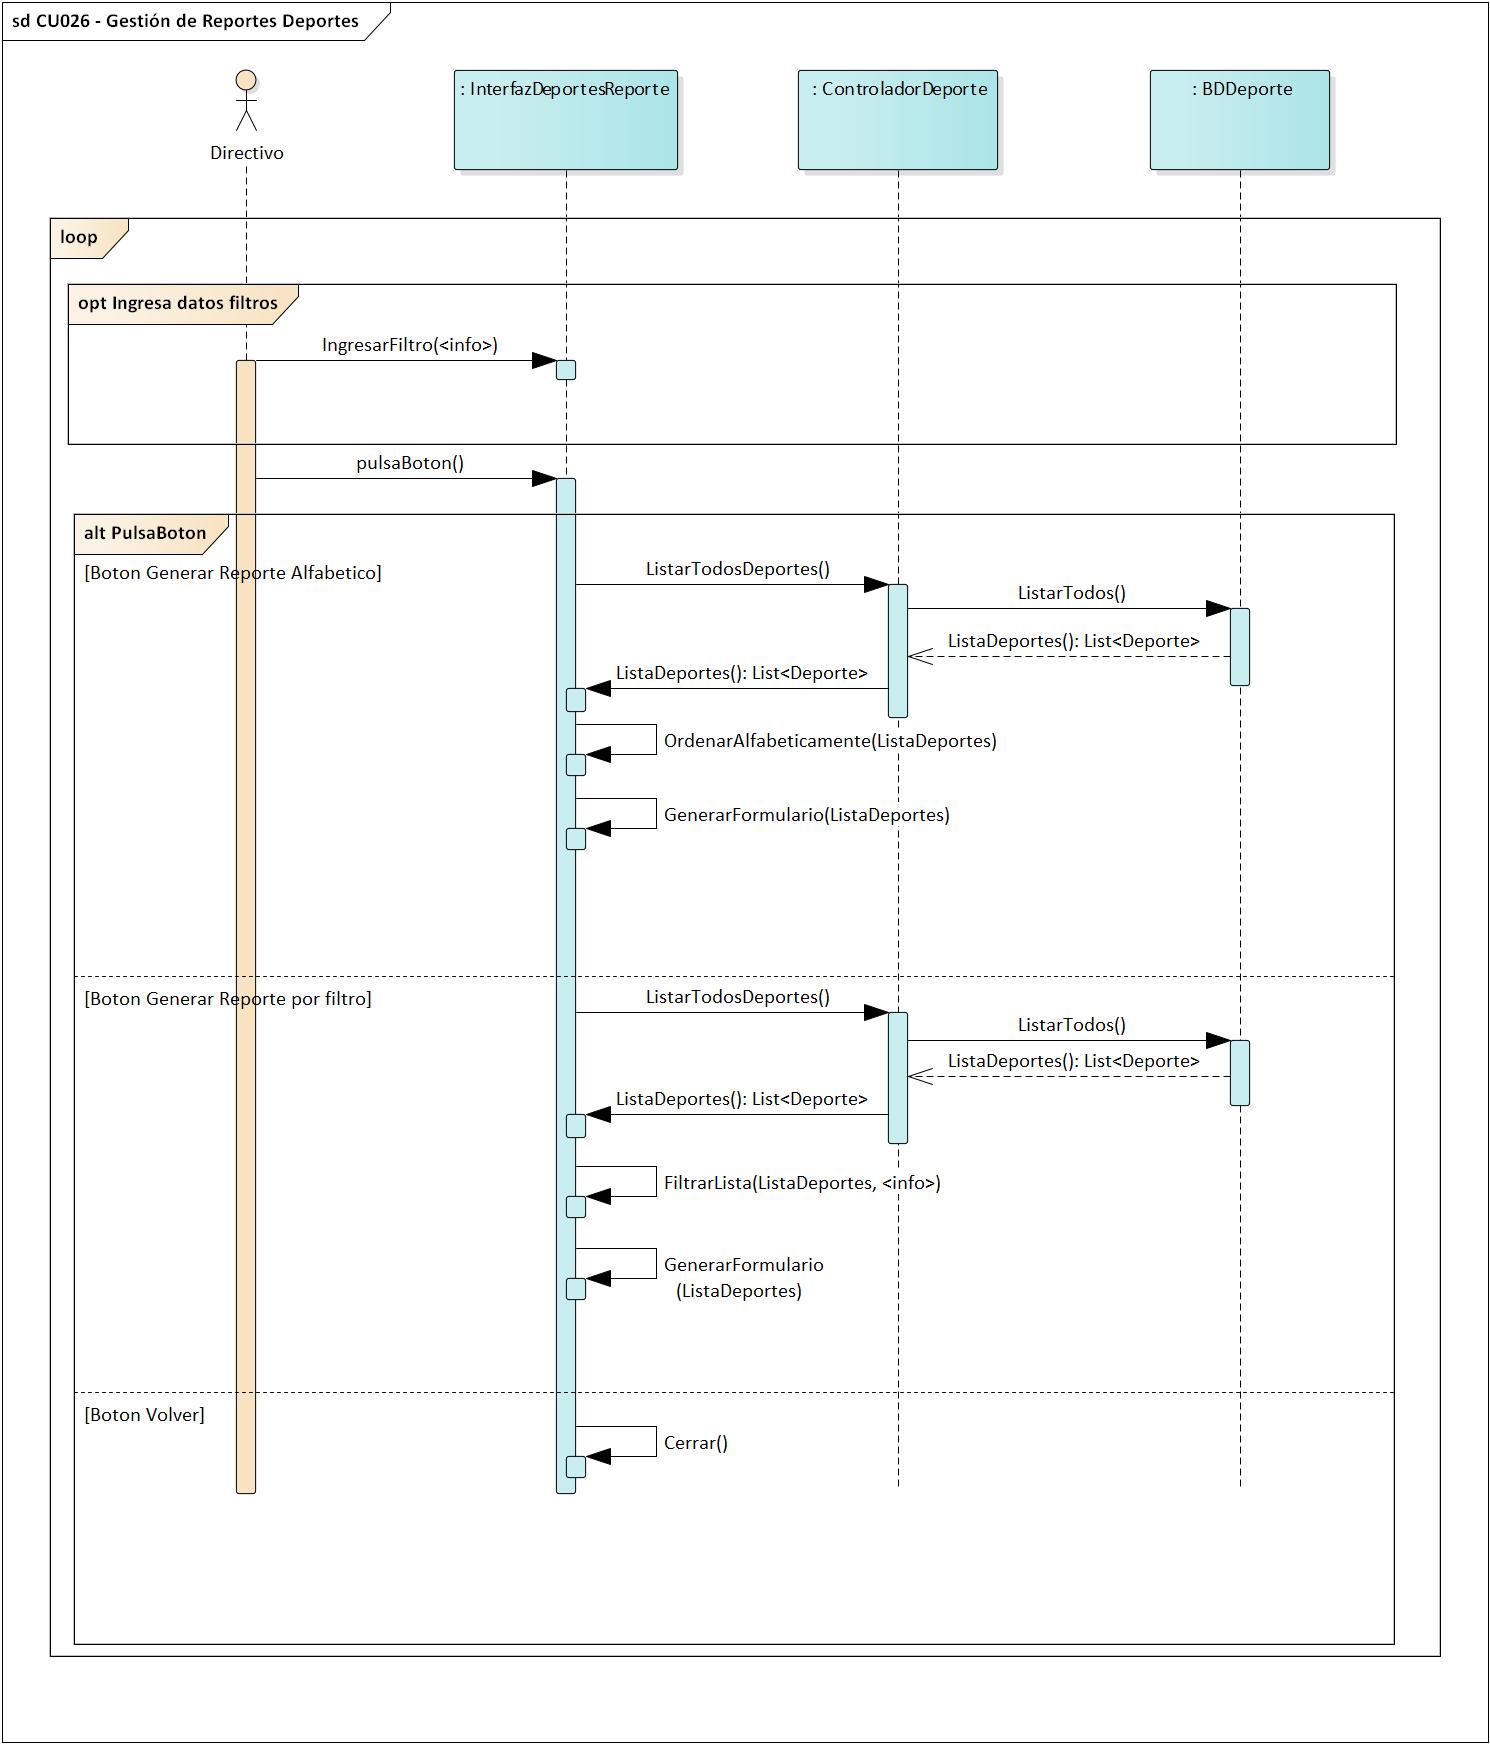 sd CU026 - Gestión de Reportes Deportes
Directivo
: InterfazDeportesReporte
: ControladorDeporte
: BDDeporte
loop
opt Ingresa datos filtros
IngresarFiltro(<info>)
pulsaBoton()
alt PulsaBoton
[Boton Generar Reporte Alfabetico]
ListarTodosDeportes()
ListarTodos()
ListaDeportes(): List<Deporte>
ListaDeportes(): List<Deporte>
OrdenarAlfabeticamente(ListaDeportes)
GenerarFormulario(ListaDeportes)
[Boton Generar Reporte por filtro]
ListarTodosDeportes()
ListarTodos()
ListaDeportes(): List<Deporte>
ListaDeportes(): List<Deporte>
FiltrarLista(ListaDeportes, <info>)
GenerarFormulario
(ListaDeportes)
[Boton Volver]
Cerrar()